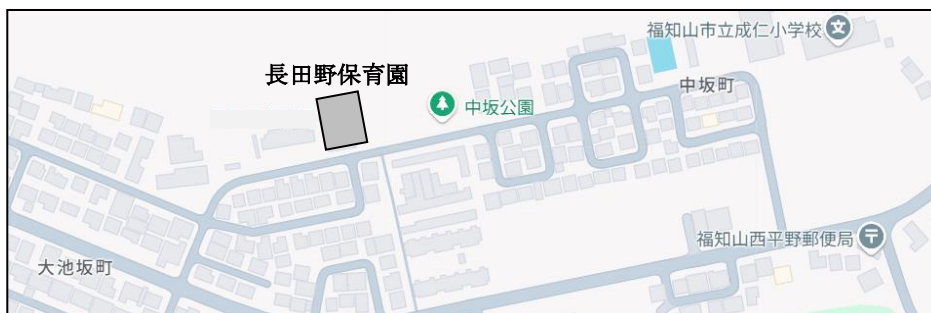 福知山市立成仁小学校
文
長田野保育園
中坂町
中坂公園
福知山西平野郵便局
〒
大池坂町